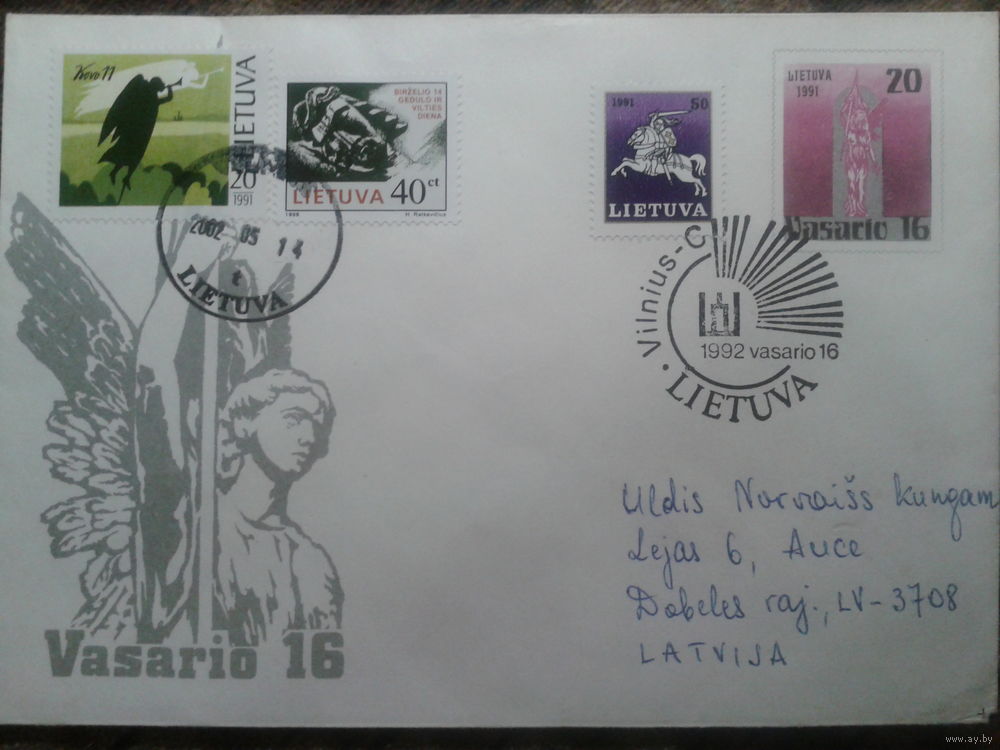 Kovo 11
LIETUVA
20
1991
BIRŽELIO 14
GEDULO IR
VILTIES
DIENA
LIETUVA 40ct
1998
H. Ratkevičius
1991
50
LIETUVA
LIETUVA
1991
20
Vasario 16
2002 05 14
t
LIETUVA
Vilnius-C
1992 vasario 16
LIETUVA
Uldis Norvaišs kungam
Lejas 6, Auce
Dobeles raj., LV-3708
LATVIJA
Vasario 16
www.ay.by